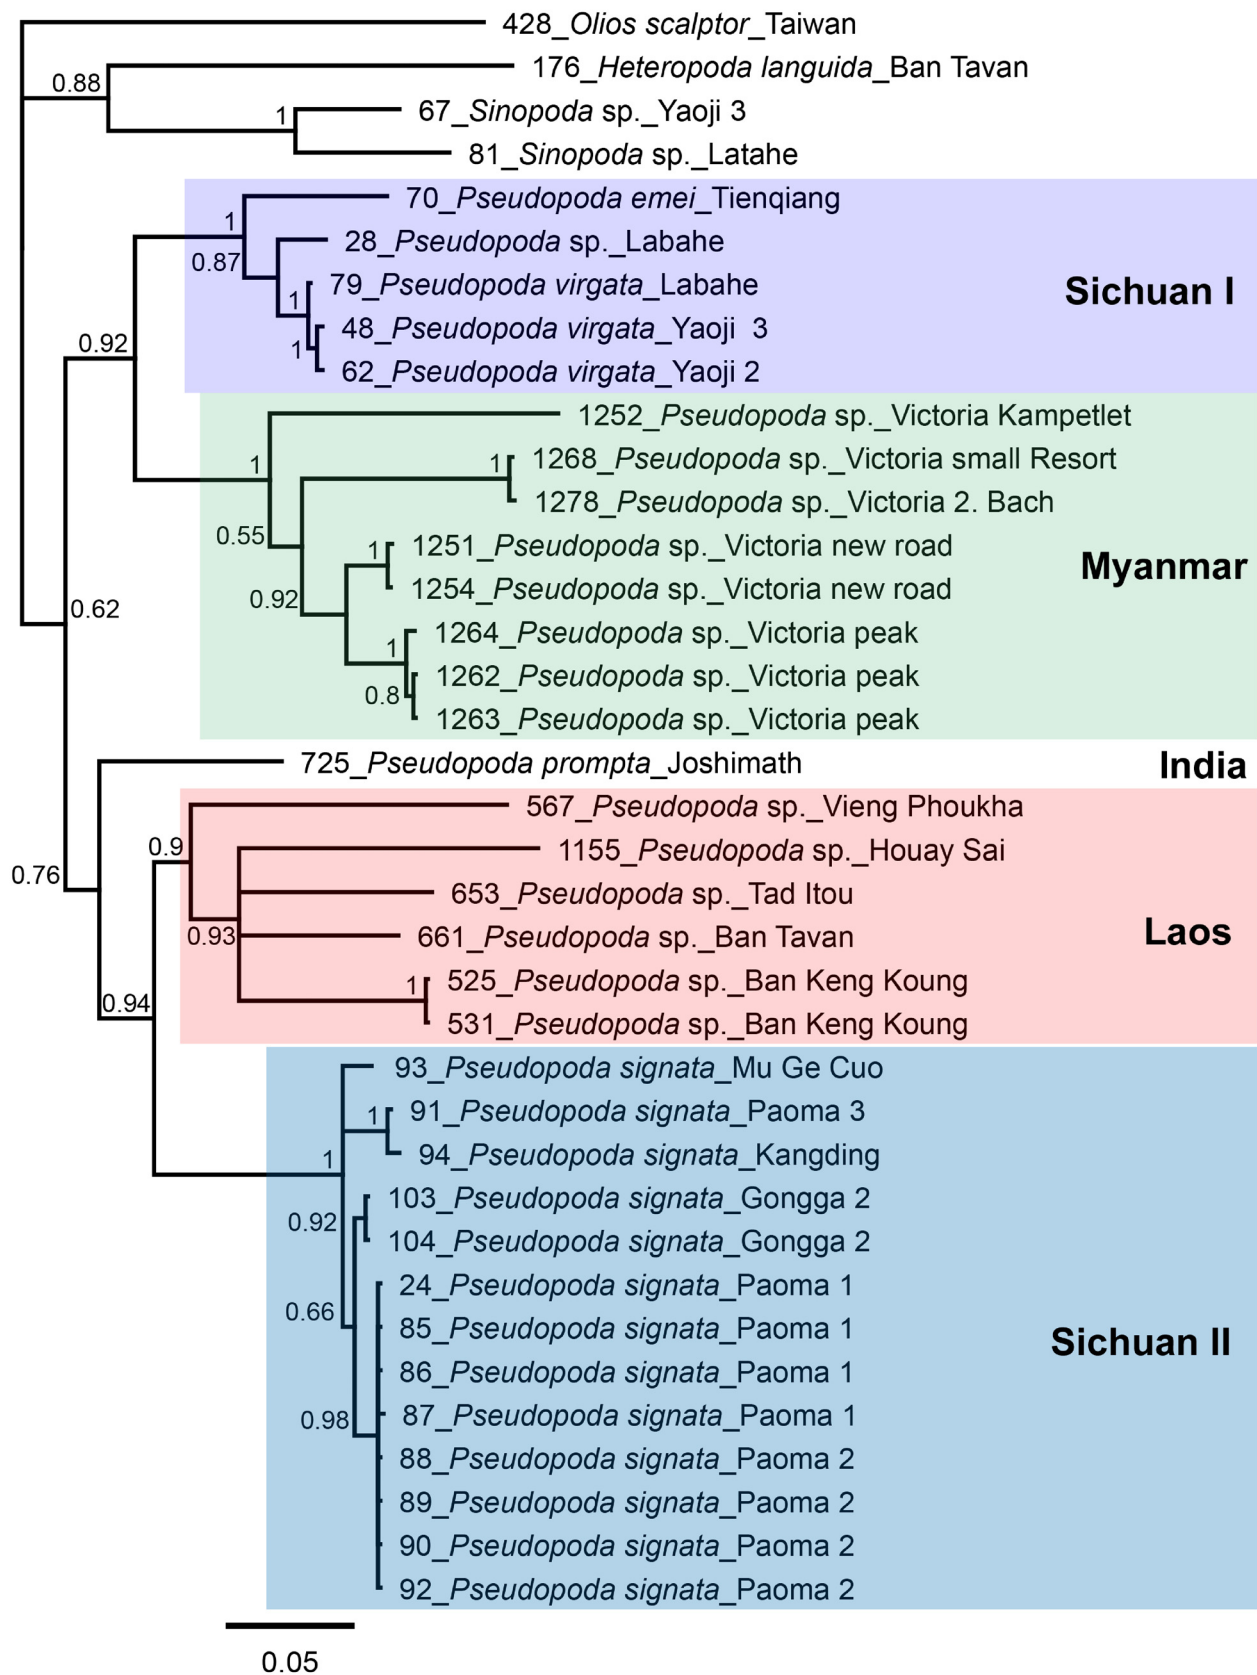 428_Olios scalptor_Taiwan
0.88
176_Heteropoda languida_Ban Tavan
1
67_Sinopoda sp._Yaoji 3
81_Sinopoda sp._Latahe
70_Pseudopoda emei_Tienqiang
1
28_Pseudopoda sp._Labahe
0.87
79_Pseudopoda virgata_Labahe
Sichuan I
1
48_Pseudopoda virgata_Yaoji  3
0.92
1
62_Pseudopoda virgata_Yaoji 2
1252_Pseudopoda sp._Victoria Kampetlet
1
1
1268_Pseudopoda sp._Victoria small Resort
1278_Pseudopoda sp._Victoria 2. Bach
0.55
1
1251_Pseudopoda sp._Victoria new road
Myanmar
1254_Pseudopoda sp._Victoria new road
0.92
0.62
1264_Pseudopoda sp._Victoria peak
1
1262_Pseudopoda sp._Victoria peak
0.8
1263_Pseudopoda sp._Victoria peak
725_Pseudopoda prompta_Joshimath
India
567_Pseudopoda sp._Vieng Phoukha
0.9
1155_Pseudopoda sp._Houay Sai
0.76
653_Pseudopoda sp._Tad Itou
0.93
661_Pseudopoda sp._Ban Tavan
Laos
1
525_Pseudopoda sp._Ban Keng Koung
0.94
531_Pseudopoda sp._Ban Keng Koung
93_Pseudopoda signata_Mu Ge Cuo
1
91_Pseudopoda signata_Paoma 3
1
94_Pseudopoda signata_Kangding
103_Pseudopoda signata_Gongga 2
0.92
104_Pseudopoda signata_Gongga 2
24_Pseudopoda signata_Paoma 1
0.66
85_Pseudopoda signata_Paoma 1
Sichuan II
86_Pseudopoda signata_Paoma 1
0.98
87_Pseudopoda signata_Paoma 1
88_Pseudopoda signata_Paoma 2
89_Pseudopoda signata_Paoma 2
90_Pseudopoda signata_Paoma 2
92_Pseudopoda signata_Paoma 2
0.05